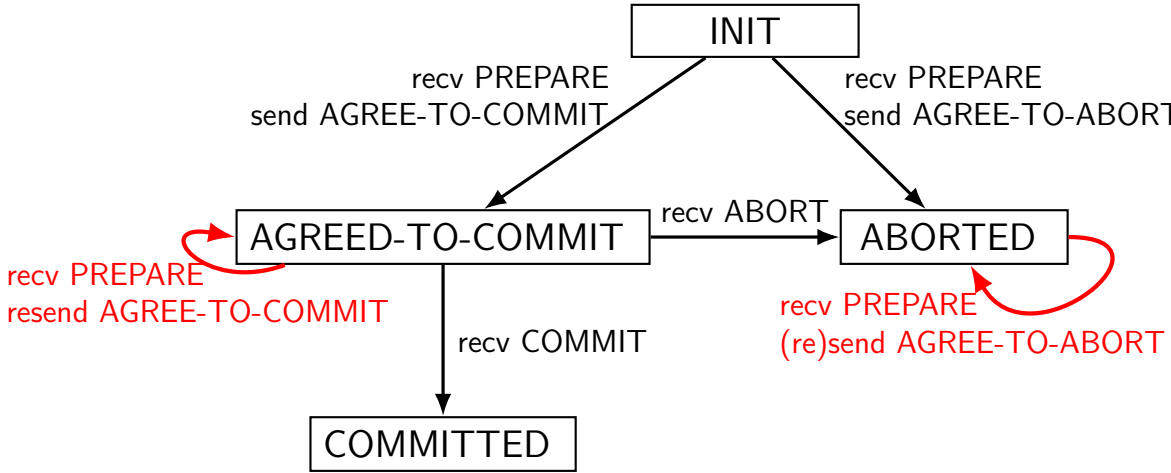 INIT
recv PREPARE
send AGREE-TO-COMMIT
recv PREPARE
send AGREE-TO-ABORT
AGREED-TO-COMMIT
recv ABORT
ABORTED
recv PREPARE
resend AGREE-TO-COMMIT
recv PREPARE
(re)send AGREE-TO-ABORT
recv COMMIT
COMMITTED